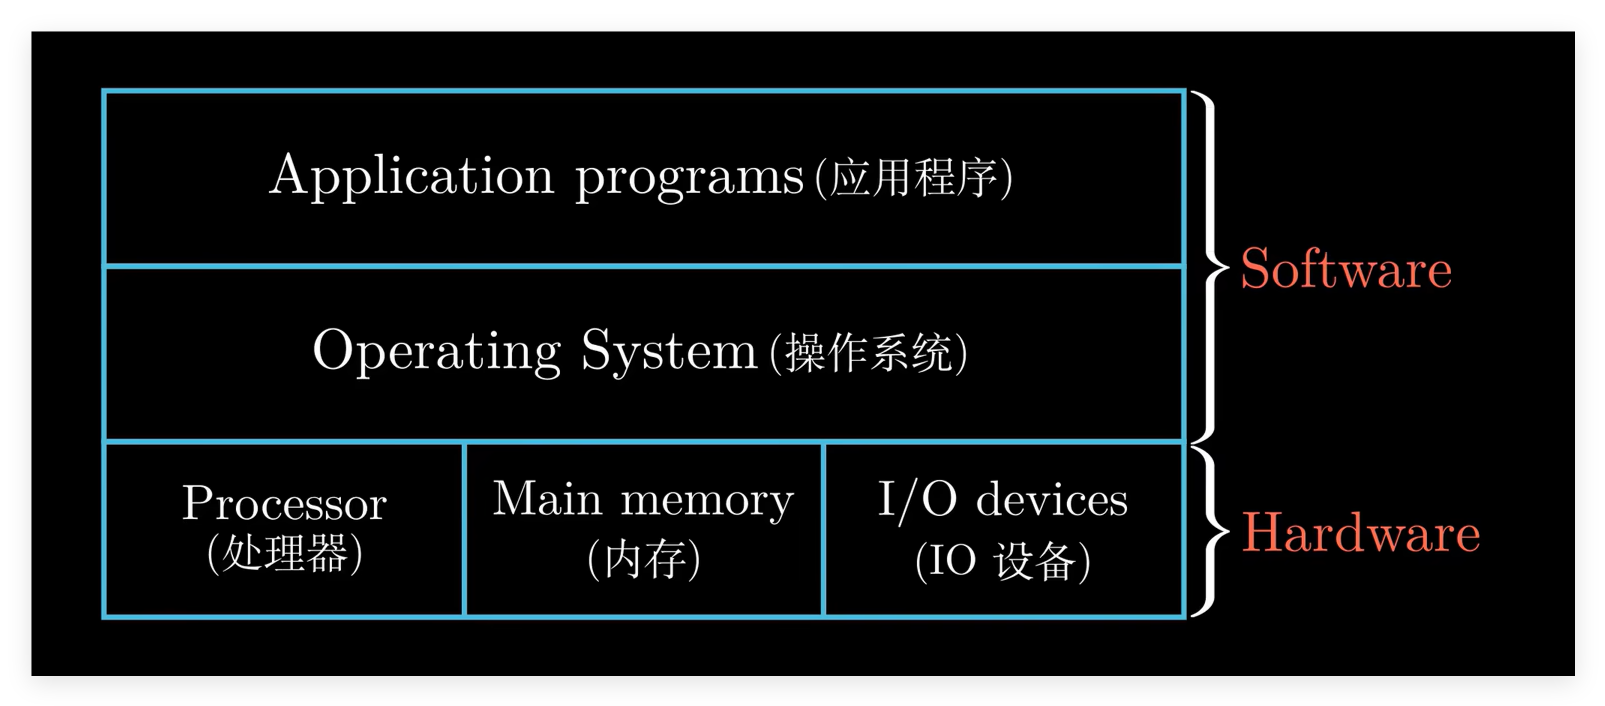 Application programs (应用程序)
Software
Operating System (操作系统)
Processor
(处理器)
Main memory
(内存)
I/O devices
(IO 设备)
Hardware